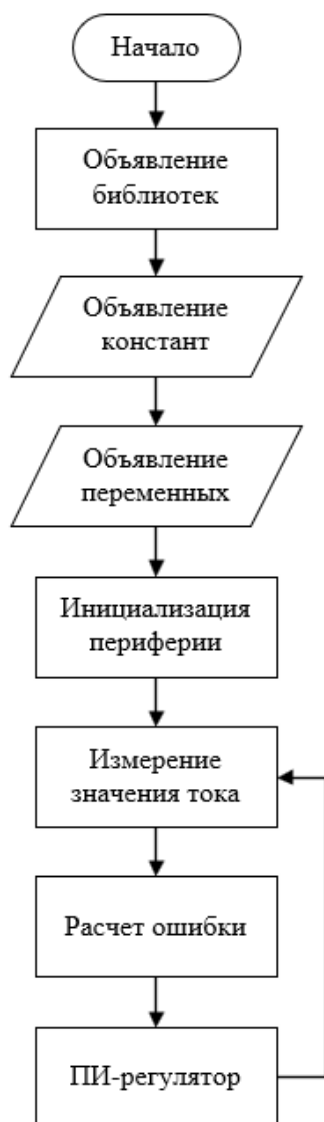 Начало
Объявление
библиотек
Объявление
констант
Объявление
переменных
Инициализация
периферии
Измерение
значения тока
Расчет ошибки
ПИ-регулятор